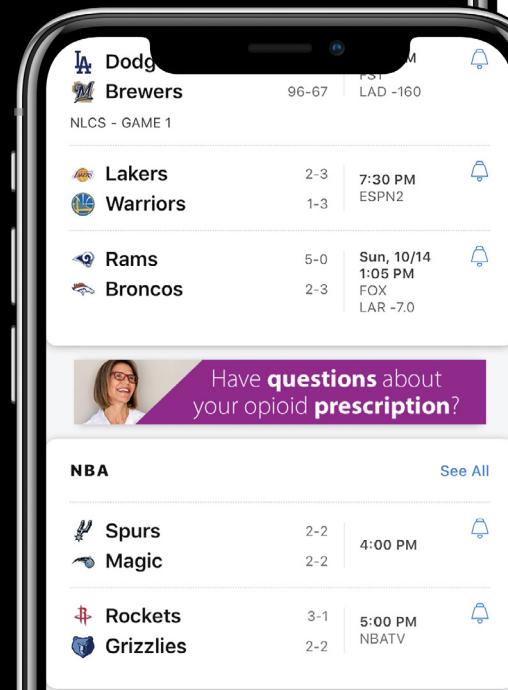 Dodg
Brewers 96-67 LAD -160
NLCS - GAME 1
Lakers 2-3 7:30 PM
Warriors 1-3 ESPN2
Rams 5-0 Sun, 10/14
1:05 PM
Broncos 2-3 FOX
LAR -7.0
Have questions about
your opioid prescription?
NBA See All
Spurs 2-2
4:00 PM
Magic 2-2
Rockets 3-1 5:00 PM
Grizzlies 2-2 NBATV